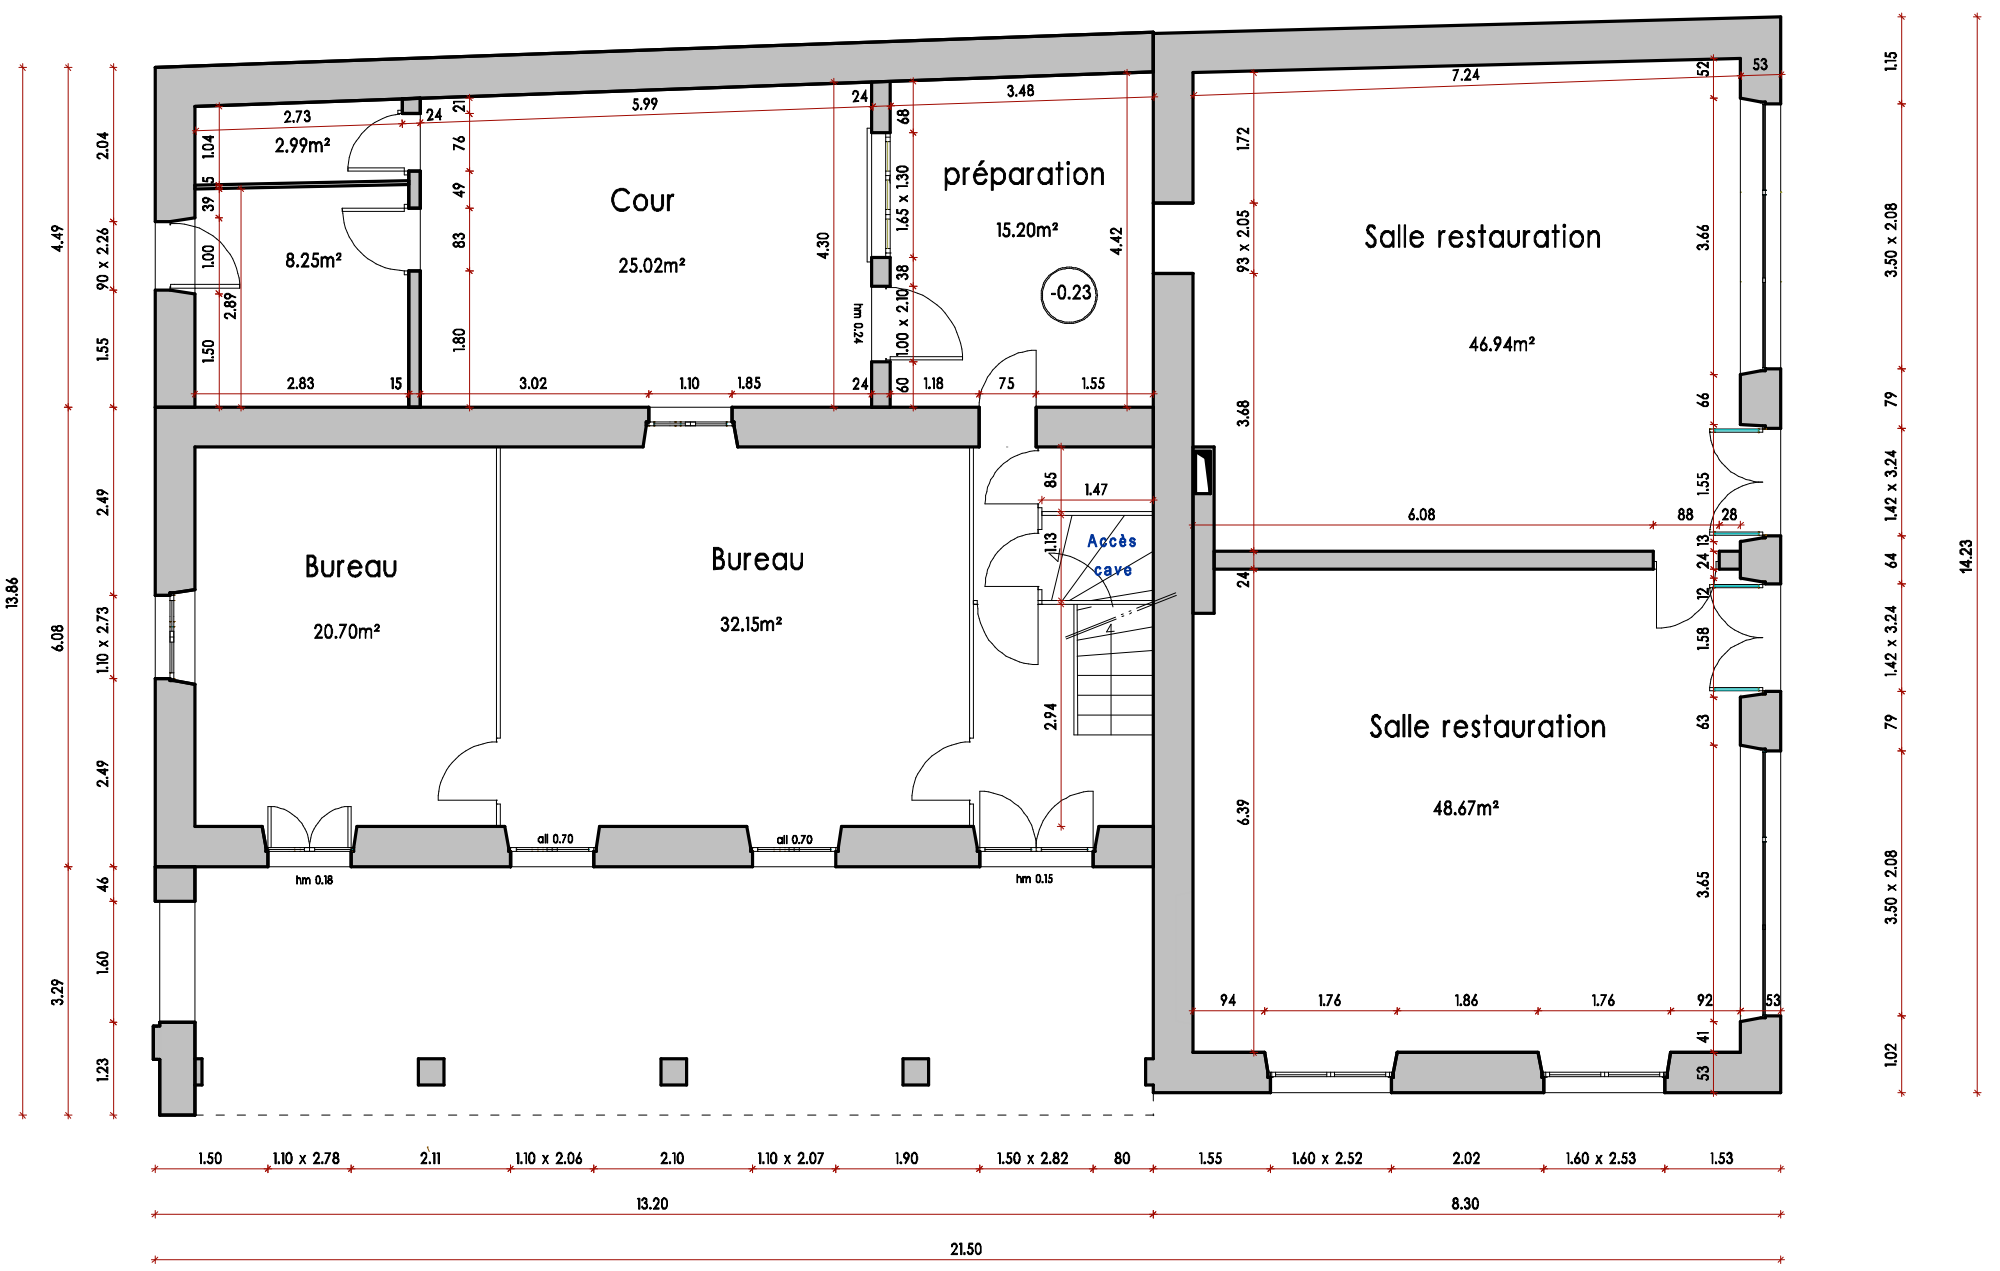 1.15
53
52
7.24
3.48
24
5.99
21
24
2.73
2.99m²
1.04
2.04
76
68
1.72
préparation
5
49
39
Cour
1.65 x 1.30
15.20m²
4.42
93 x 2.05
Salle restauration
3.66
3.50 x 2.08
4.49
90 x 2.26
1.00
8.25m²
83
25.02m²
4.30
38
-0.23
2.89
1.00 x 2.10
hm 0.24
1.55
1.50
1.80
46.94m²
2.83
15
3.02
1.10
1.85
24
60
1.18
75
1.55
3.68
66
79
2.49
85
1.47
1.55
1.42 x 3.24
6.08
88
28
Accès
cave
1.13
13
24
24
64
14.23
Bureau
Bureau
13.86
6.08
1.10 x 2.73
20.70m²
32.15m²
12
1.58
1.42 x 3.24
2.94
63
79
Salle restauration
2.49
6.39
48.67m²
all 0.70
all 0.70
hm 0.18
hm 0.15
46
3.65
3.50 x 2.08
1.60
3.29
94
1.76
1.86
1.76
92
53
41
1.02
1.23
53
1.50
1.10 x 2.78
2.11
1.10 x 2.06
2.10
1.10 x 2.07
1.90
1.50 x 2.82
80
1.55
1.60 x 2.52
2.02
1.60 x 2.53
1.53
13.20
8.30
21.50